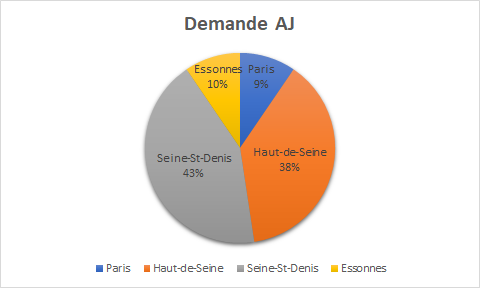 Demande AJ
Essonnes
10%
Paris
9%
Haut-de-Seine
38%
Seine-St-Denis
43%
Paris Haut-de-Seine Seine-St-Denis Essonnes